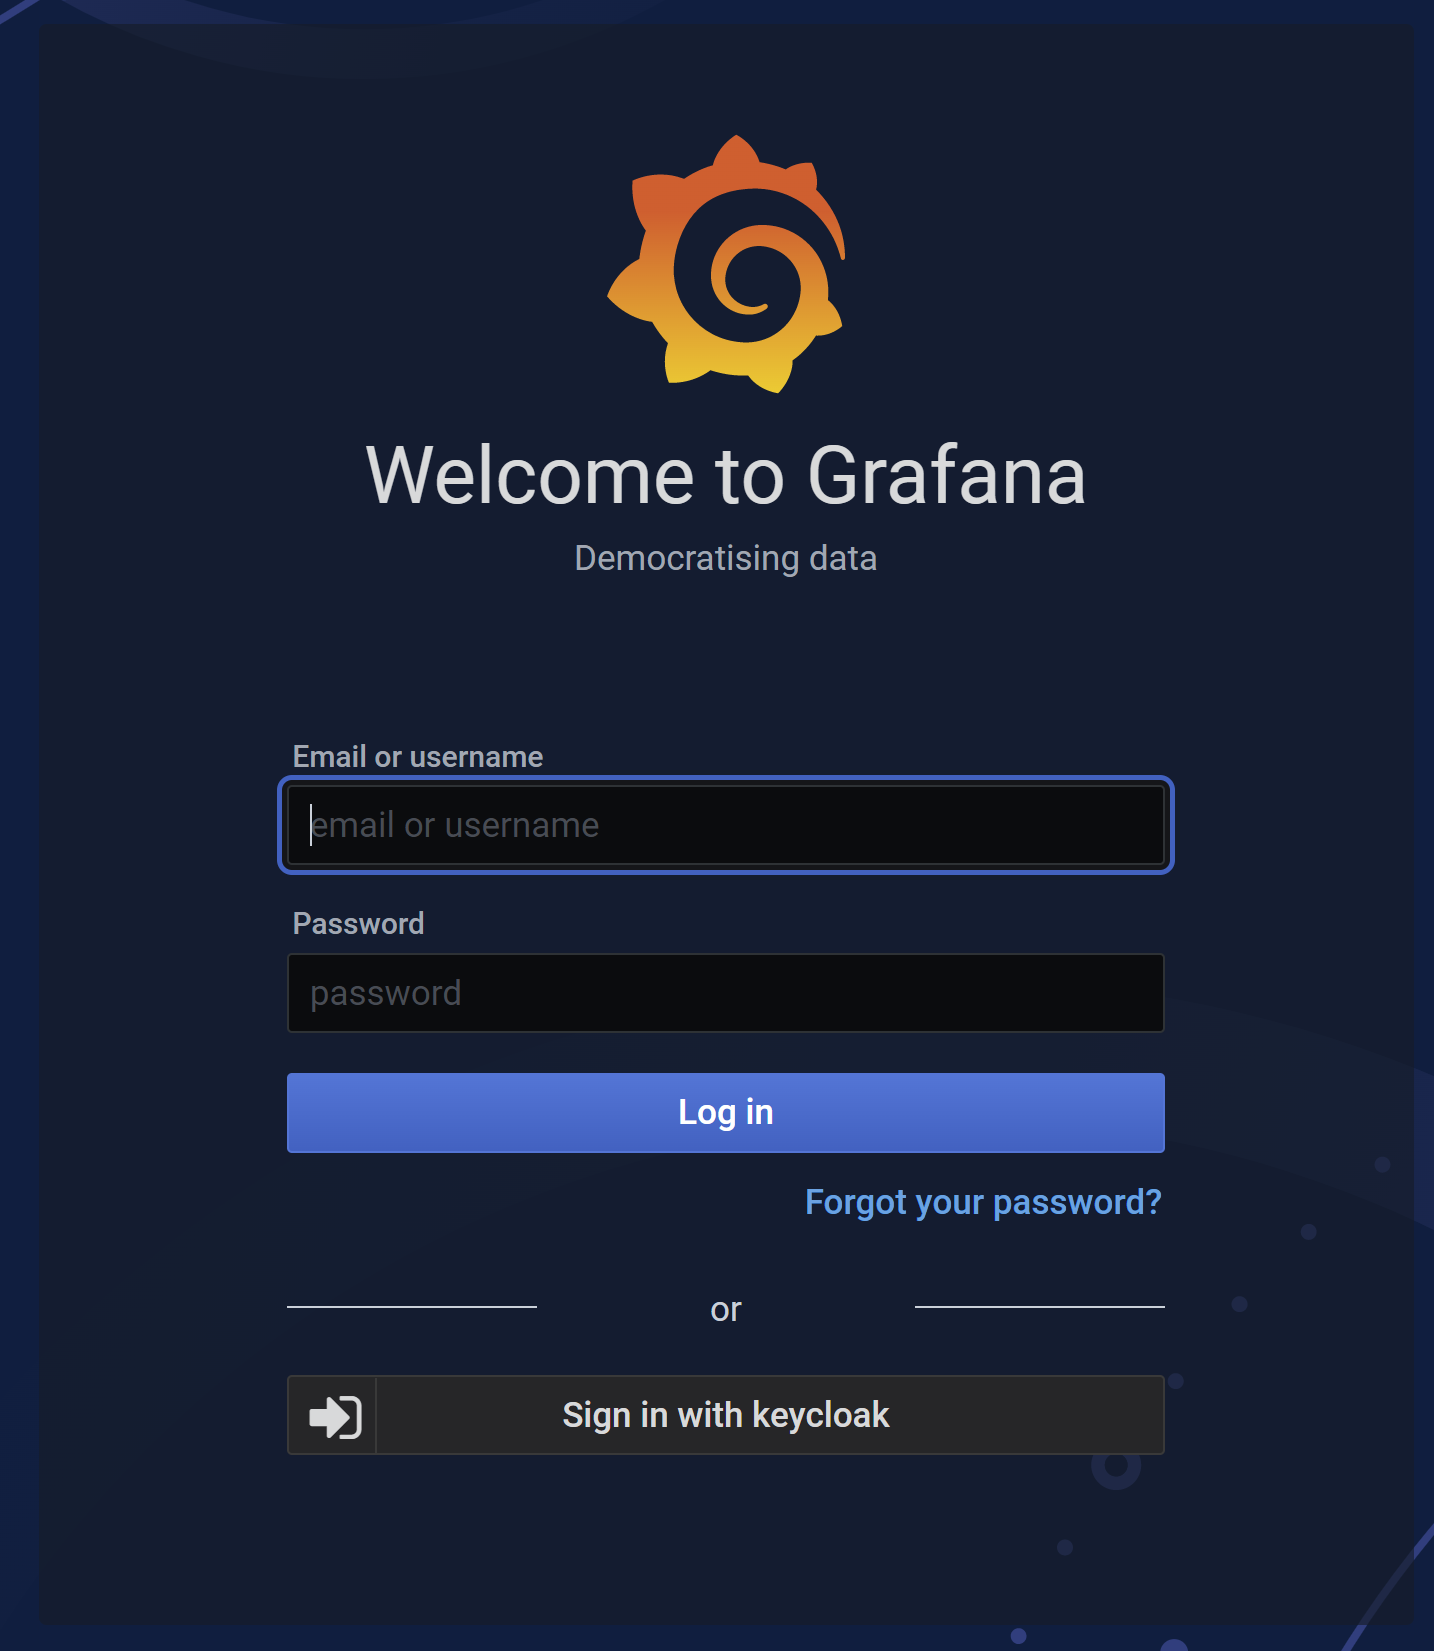 Welcome to Grafana
Democratising data
Email or username
email or username
Password
password
Log in
Forgot your password?
or
Sign in with keycloak